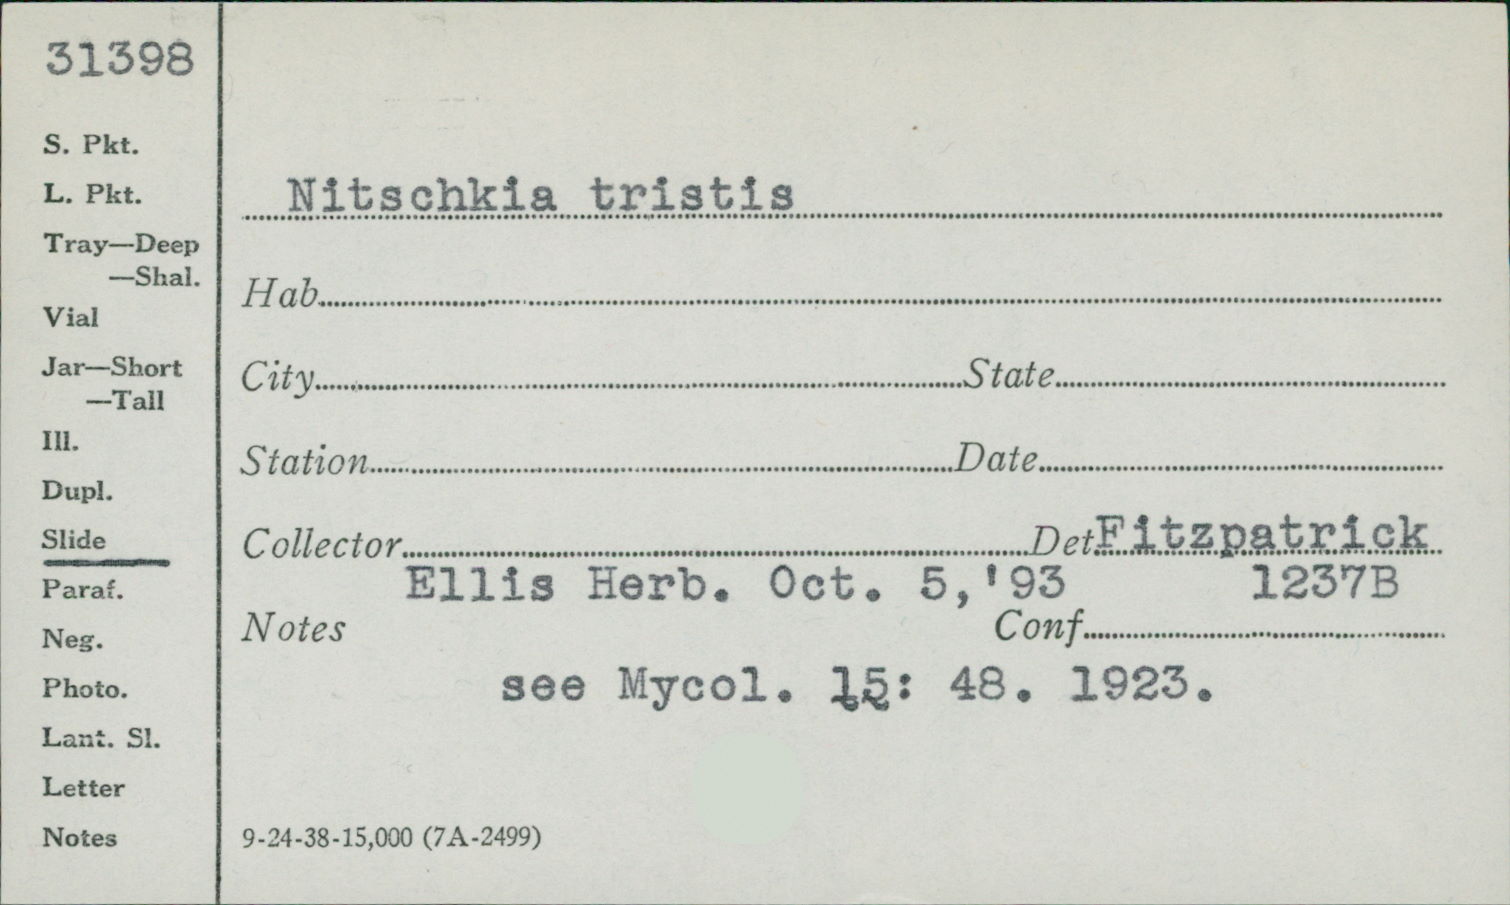 31398
S. Pkt.
L. Pkt.
Tray—Deep
—Shal.
Vial
Jar—Short
—Tall
Ill.
Dupl.
Slide
Paraf.
Neg.
Photo.
Lant. Sl.
Letter
Notes
Nitschkia tristis
Hab.
City State
Station Date
Collector Det. Fitzpatrick
Ellis Herb. Oct. 5,'93 1237B
Notes Conf.
see Mycol. 15: 48. 1923.
9-24-38-15,000 (7A-2499)